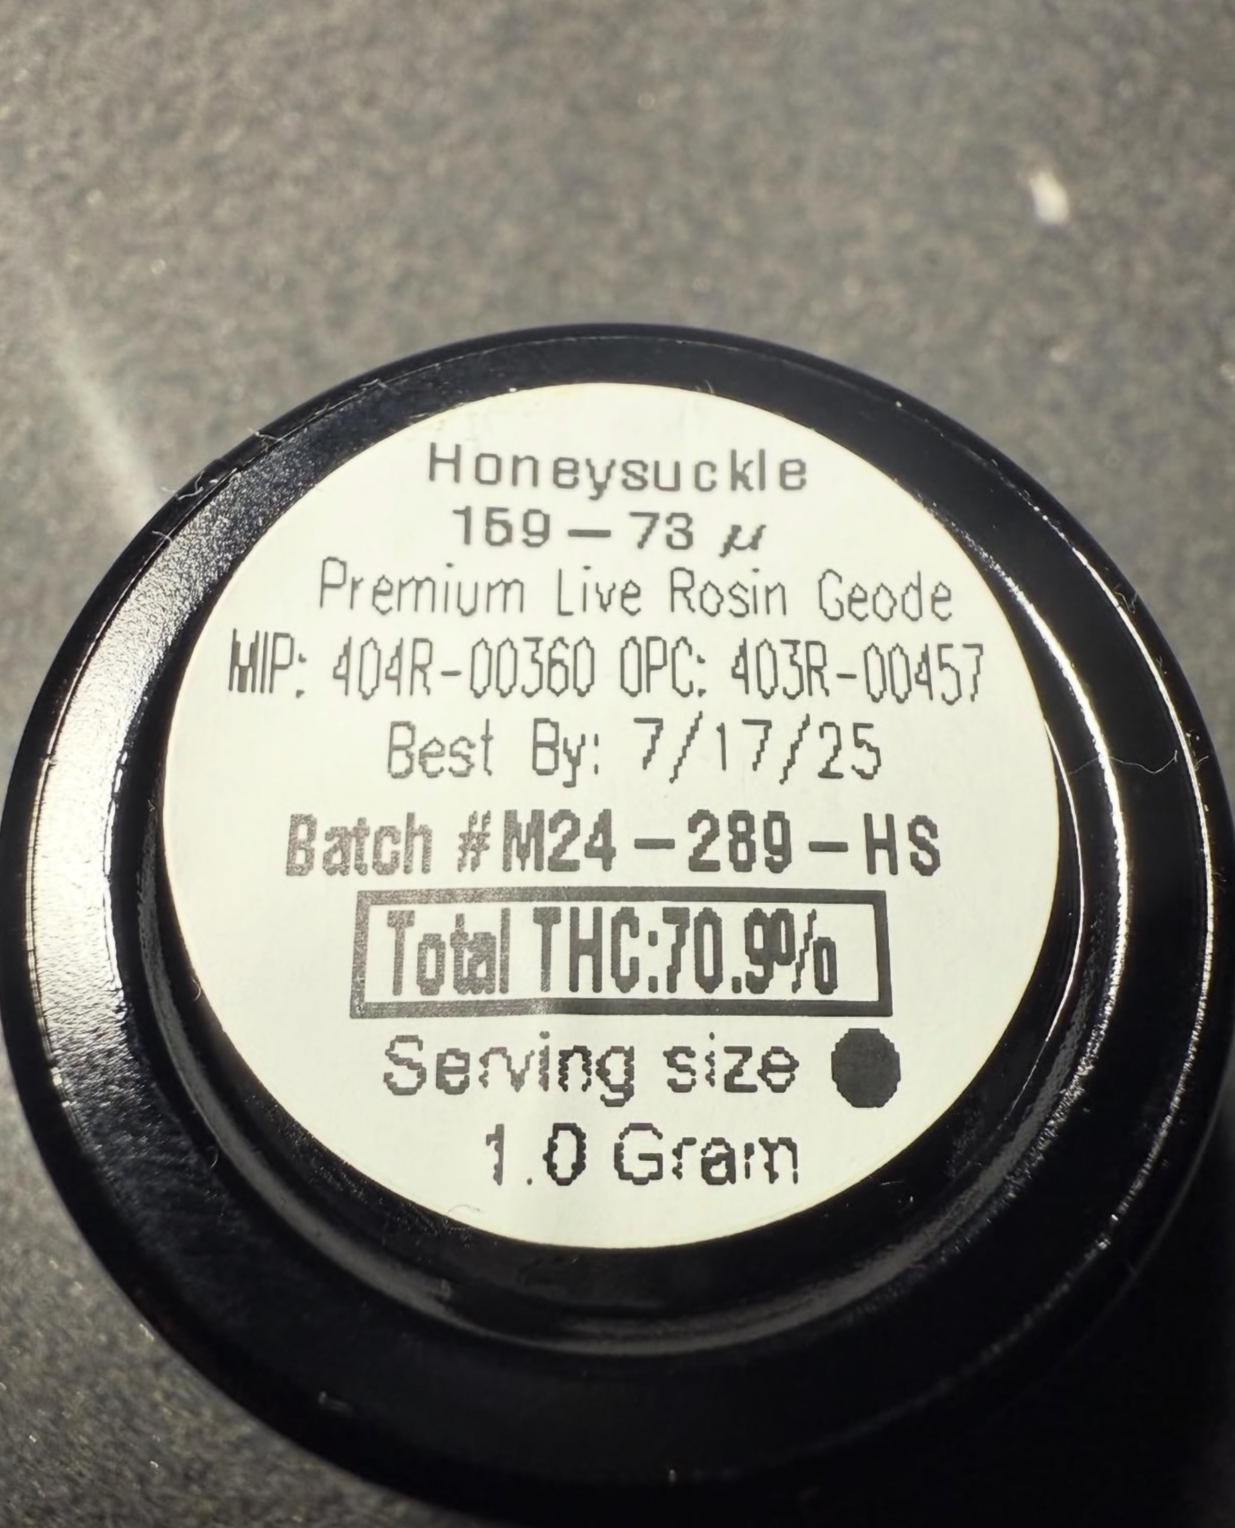 Honeysuckle
159-73 μ
Premium Live Rosin Geode
MIP: 404R-00360 OPC: 403R-00457
Best By: 7/17/25
Batch #M24-289-HS
Total THC:70.9%
Serving size
1.0 Gram